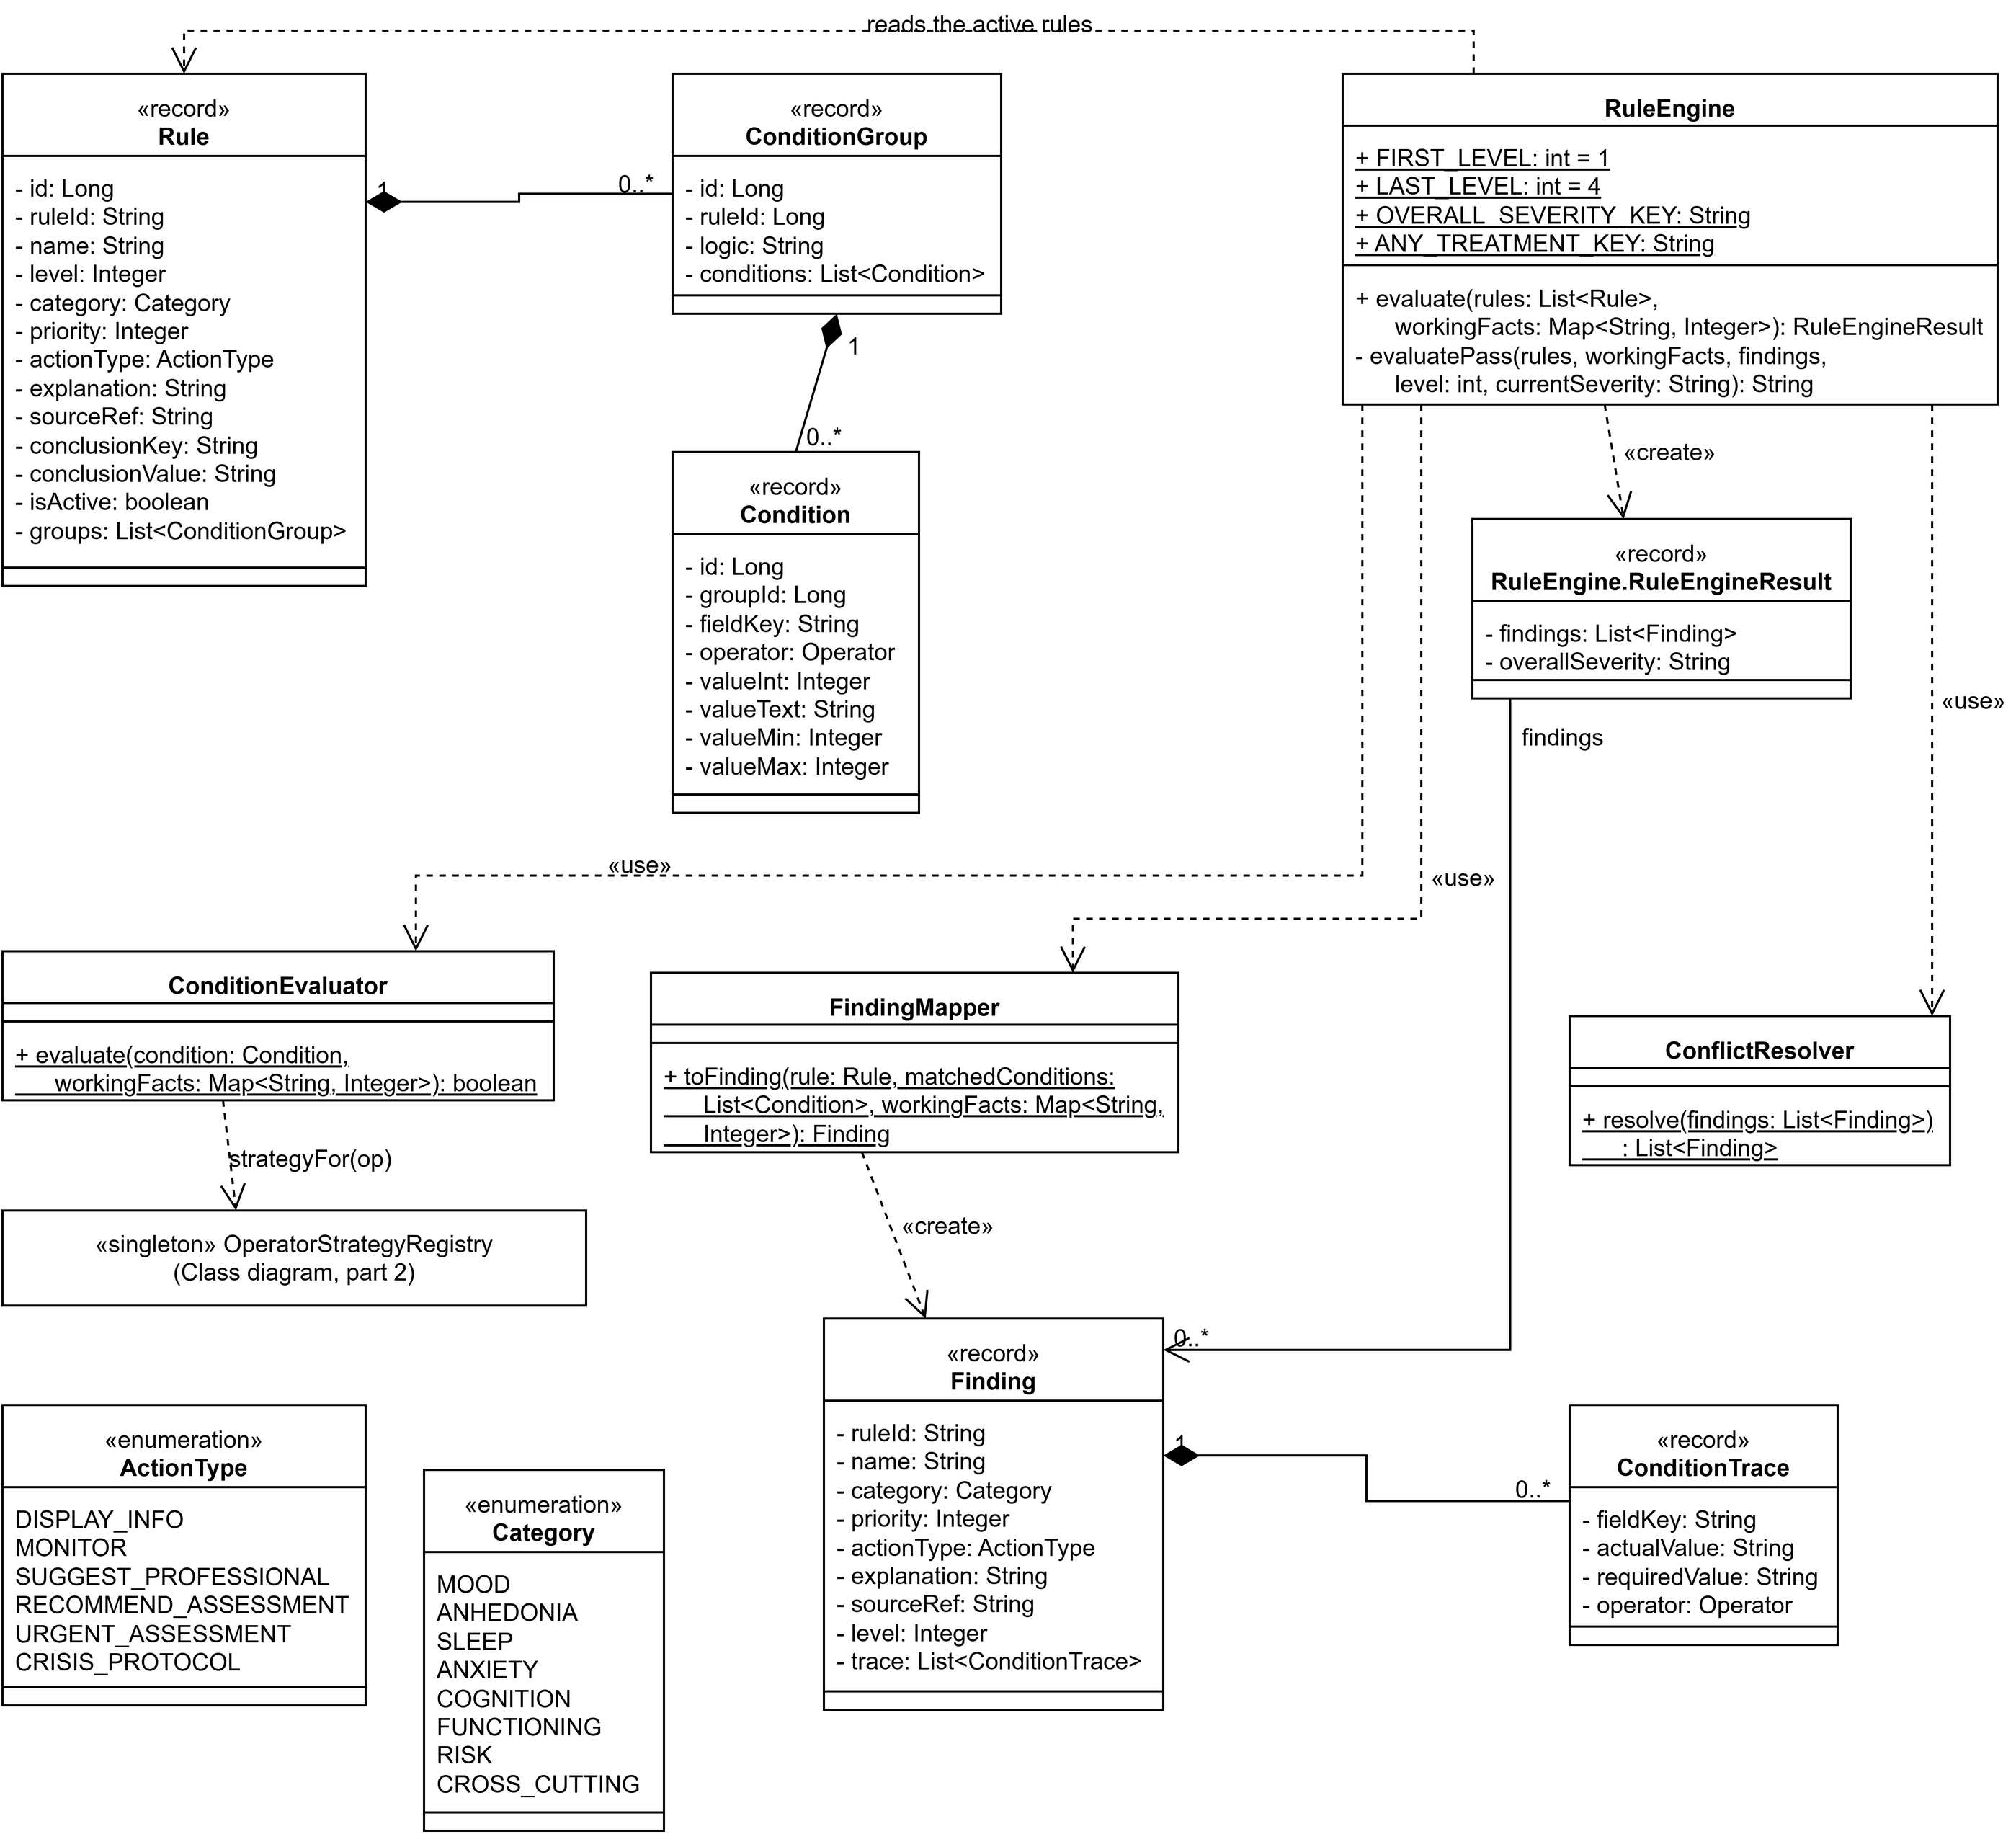 reads the active rules
«record»
Rule
- id: Long
- ruleId: String
- name: String
- level: Integer
- category: Category
- priority: Integer
- actionType: ActionType
- explanation: String
- sourceRef: String
- conclusionKey: String
- conclusionValue: String
- isActive: boolean
- groups: List<ConditionGroup>
1
0..*
«record»
ConditionGroup
- id: Long
- ruleId: Long
- logic: String
- conditions: List<Condition>
1
0..*
«record»
Condition
- id: Long
- groupId: Long
- fieldKey: String
- operator: Operator
- valueInt: Integer
- valueText: String
- valueMin: Integer
- valueMax: Integer
RuleEngine
+ FIRST_LEVEL: int = 1
+ LAST_LEVEL: int = 4
+ OVERALL_SEVERITY_KEY: String
+ ANY_TREATMENT_KEY: String
+ evaluate(rules: List<Rule>,
workingFacts: Map<String, Integer>): RuleEngineResult
- evaluatePass(rules, workingFacts, findings,
level: int, currentSeverity: String): String
«create»
«record»
RuleEngine.RuleEngineResult
- findings: List<Finding>
- overallSeverity: String
«use»
findings
«use»
«use»
ConditionEvaluator
+ evaluate(condition: Condition,
workingFacts: Map<String, Integer>): boolean
strategyFor(op)
«singleton» OperatorStrategyRegistry
(Class diagram, part 2)
FindingMapper
+ toFinding(rule: Rule, matchedConditions:
List<Condition>, workingFacts: Map<String,
Integer>): Finding
«create»
ConflictResolver
+ resolve(findings: List<Finding>)
: List<Finding>
0..*
«record»
Finding
- ruleId: String
- name: String
- category: Category
- priority: Integer
- actionType: ActionType
- explanation: String
- sourceRef: String
- level: Integer
- trace: List<ConditionTrace>
1
0..*
«record»
ConditionTrace
- fieldKey: String
- actualValue: String
- requiredValue: String
- operator: Operator
«enumeration»
ActionType
DISPLAY_INFO
MONITOR
SUGGEST_PROFESSIONAL
RECOMMEND_ASSESSMENT
URGENT_ASSESSMENT
CRISIS_PROTOCOL
«enumeration»
Category
MOOD
ANHEDONIA
SLEEP
ANXIETY
COGNITION
FUNCTIONING
RISK
CROSS_CUTTING